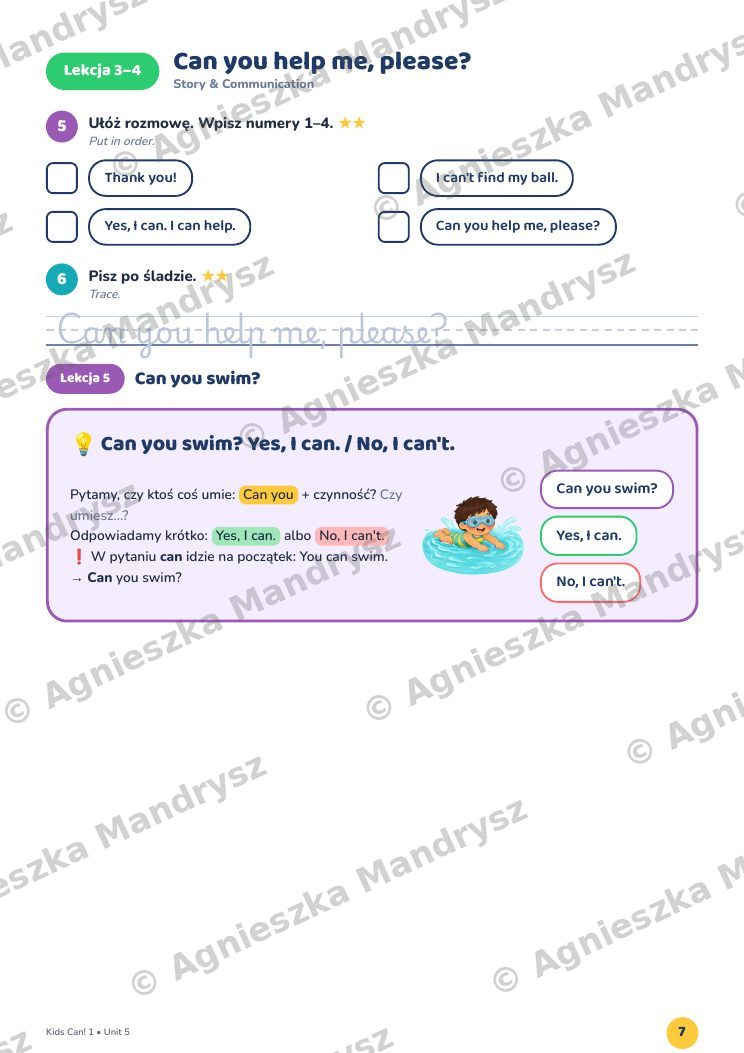 Lekcja 3–4
Can you help me, please?
Story & Communication
5
Ułóż rozmowę. Wpisz numery 1–4. ★★
Put in order.
Thank you!
I can't find my ball.
Yes, I can. I can help.
Can you help me, please?
6
Pisz po śladzie. ★★
Trace.
Can you help me, please?
Lekcja 5
Can you swim?
💡 Can you swim? Yes, I can. / No, I can't.
Pytamy, czy ktoś coś umie: Can you + czynność? Czy
umiesz...?
Odpowiadamy krótko: Yes, I can. albo No, I can't.
❗ W pytaniu can idzie na początek: You can swim.
→ Can you swim?
Can you swim?
Yes, I can.
No, I can't.
Kids Can! 1 • Unit 5
7
© Agnieszka Mandrysz